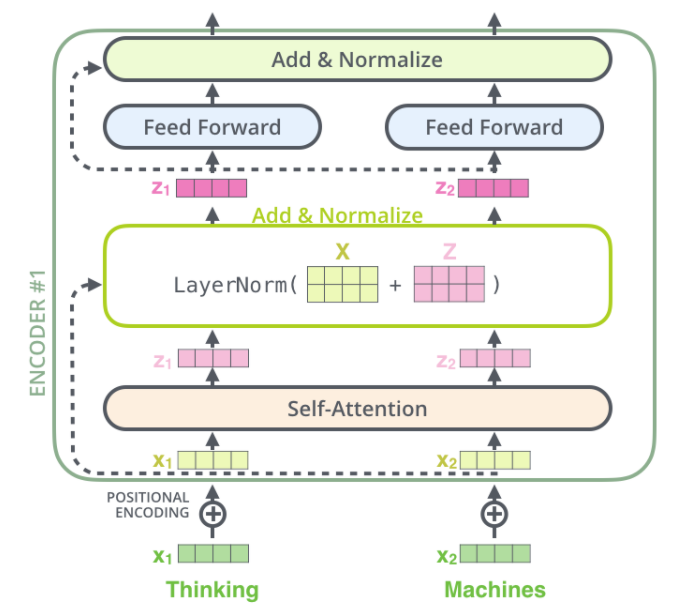 Add & Normalize
Feed Forward
Feed Forward
z1
z2
Add & Normalize
X
Z
LayerNorm(
+
)
ENCODER #1
z1
z2
Self-Attention
x1
x2
POSITIONAL
ENCODING
x1
x2
Thinking
Machines